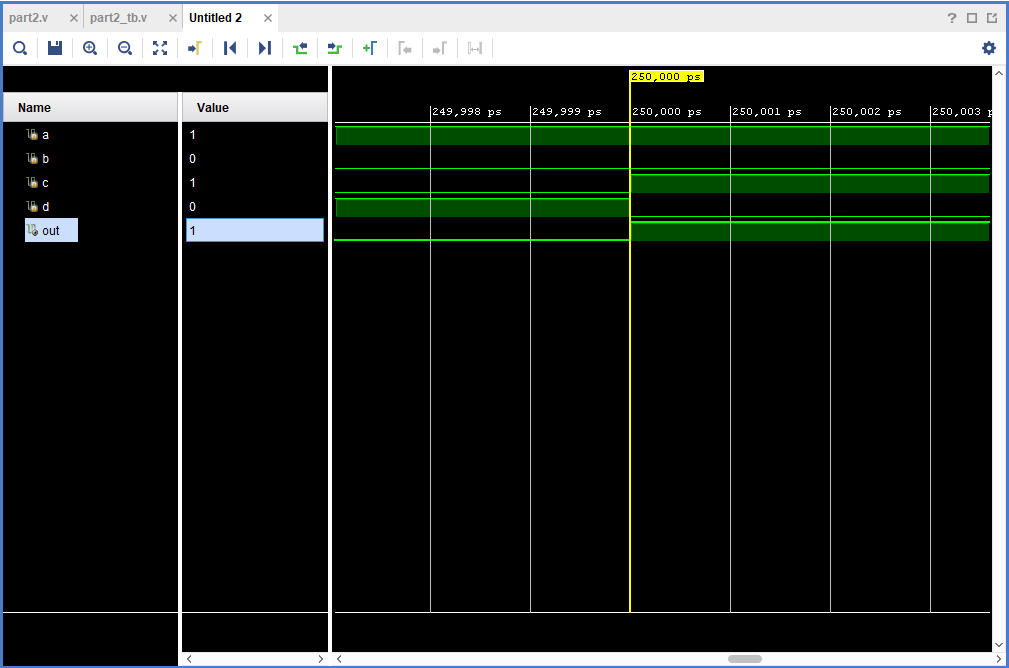 part2.v × part2_tb.v × Untitled 2 × ?
250,000 ps
Name Value
249,998 ps 249,999 ps 250,000 ps 250,001 ps 250,002 ps 250,003 p
a 1
b 0
c 1
d 0
out 1